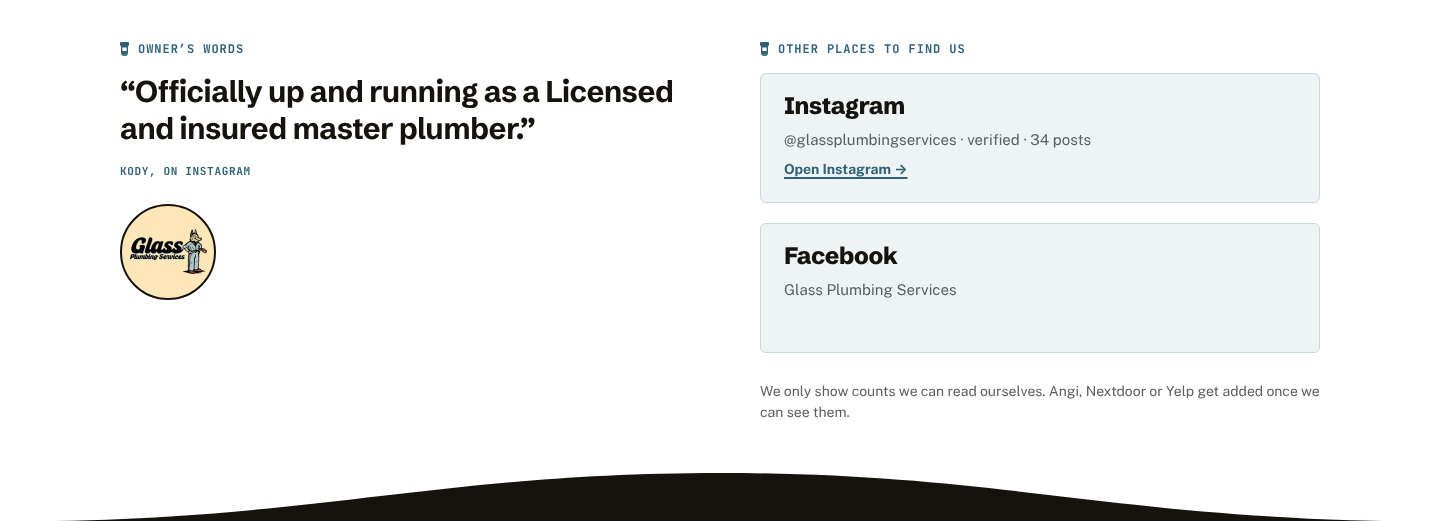 OWNER’S WORDS
“Officially up and running as a Licensed
and insured master plumber.”
KODY, ON INSTAGRAM
Glass
Plumbing Services
OTHER PLACES TO FIND US
Instagram
@glassplumbingservices · verified · 34 posts
Open Instagram →
Facebook
Glass Plumbing Services
We only show counts we can read ourselves. Angi, Nextdoor or Yelp get added once we
can see them.